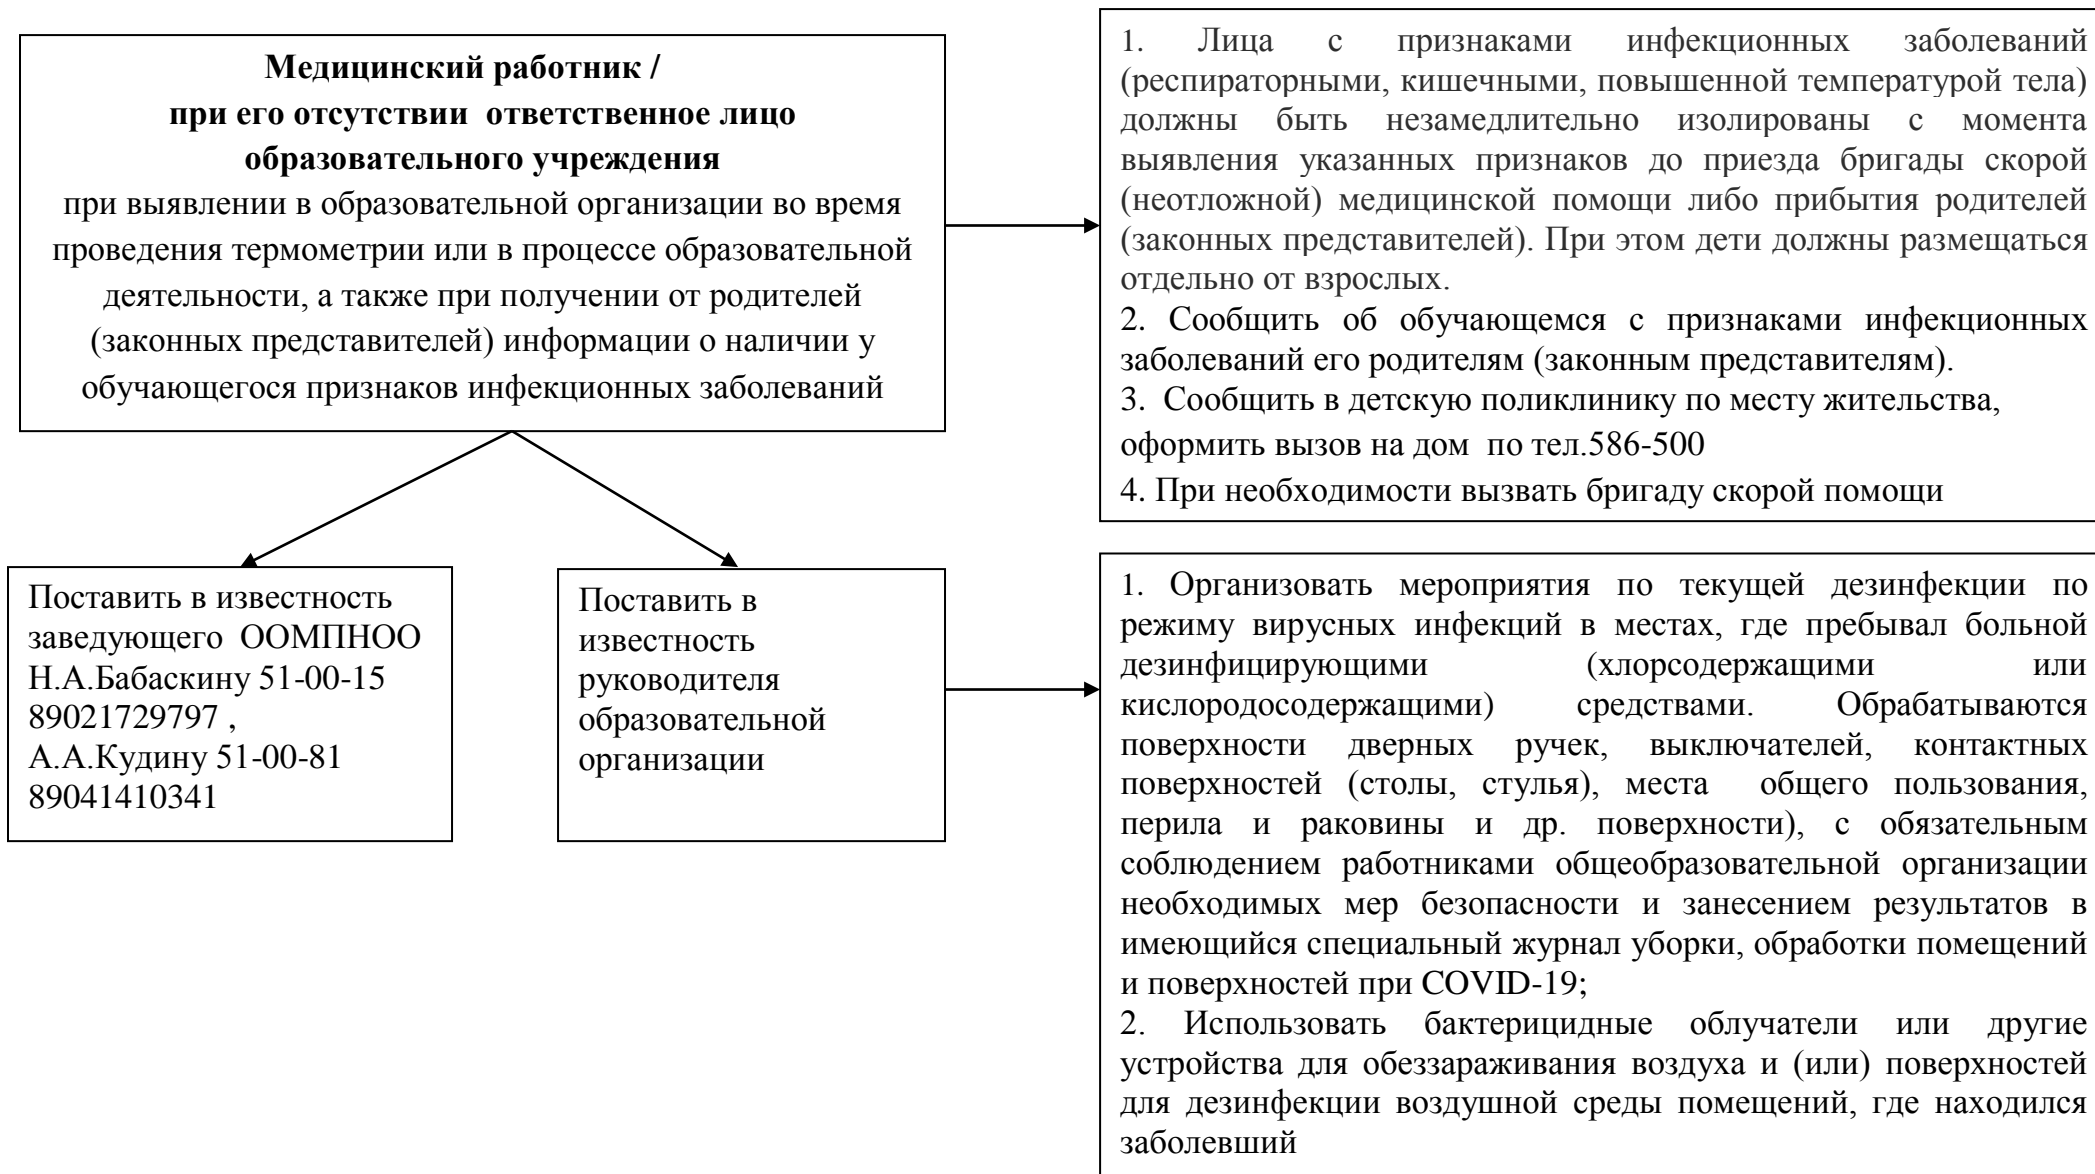 Медицинский работник /
при его отсутствии ответственное лицо
образовательного учреждения
при выявлении в образовательной организации во время
проведения термометрии или в процессе образовательной
деятельности, а также при получении от родителей
(законных представителей) информации о наличии у
обучающегося признаков инфекционных заболеваний
1. Лица с признаками инфекционных заболеваний
(респираторными, кишечными, повышенной температурой тела)
должны быть незамедлительно изолированы с момента
выявления указанных признаков до приезда бригады скорой
(неотложной) медицинской помощи либо прибытия родителей
(законных представителей). При этом дети должны размещаться
отдельно от взрослых.
2. Сообщить об обучающемся с признаками инфекционных
заболеваний его родителям (законным представителям).
3. Сообщить в детскую поликлинику по месту жительства,
оформить вызов на дом по тел.586-500
4. При необходимости вызвать бригаду скорой помощи
Поставить в известность
заведующего ООМПНОО
Н.А.Бабаскину 51-00-15
89021729797 ,
А.А.Кудину 51-00-81
89041410341
Поставить в
известность
руководителя
образовательной
организации
1. Организовать мероприятия по текущей дезинфекции по
режиму вирусных инфекций в местах, где пребывал больной
дезинфицирующими (хлорсодержащими или
кислородосодержащими) средствами. Обрабатываются
поверхности дверных ручек, выключателей, контактных
поверхностей (столы, стулья), места общего пользования,
перила и раковины и др. поверхности), с обязательным
соблюдением работниками общеобразовательной организации
необходимых мер безопасности и занесением результатов в
имеющийся специальный журнал уборки, обработки помещений
и поверхностей при COVID-19;
2. Использовать бактерицидные облучатели или другие
устройства для обеззараживания воздуха и (или) поверхностей
для дезинфекции воздушной среды помещений, где находился
заболевший